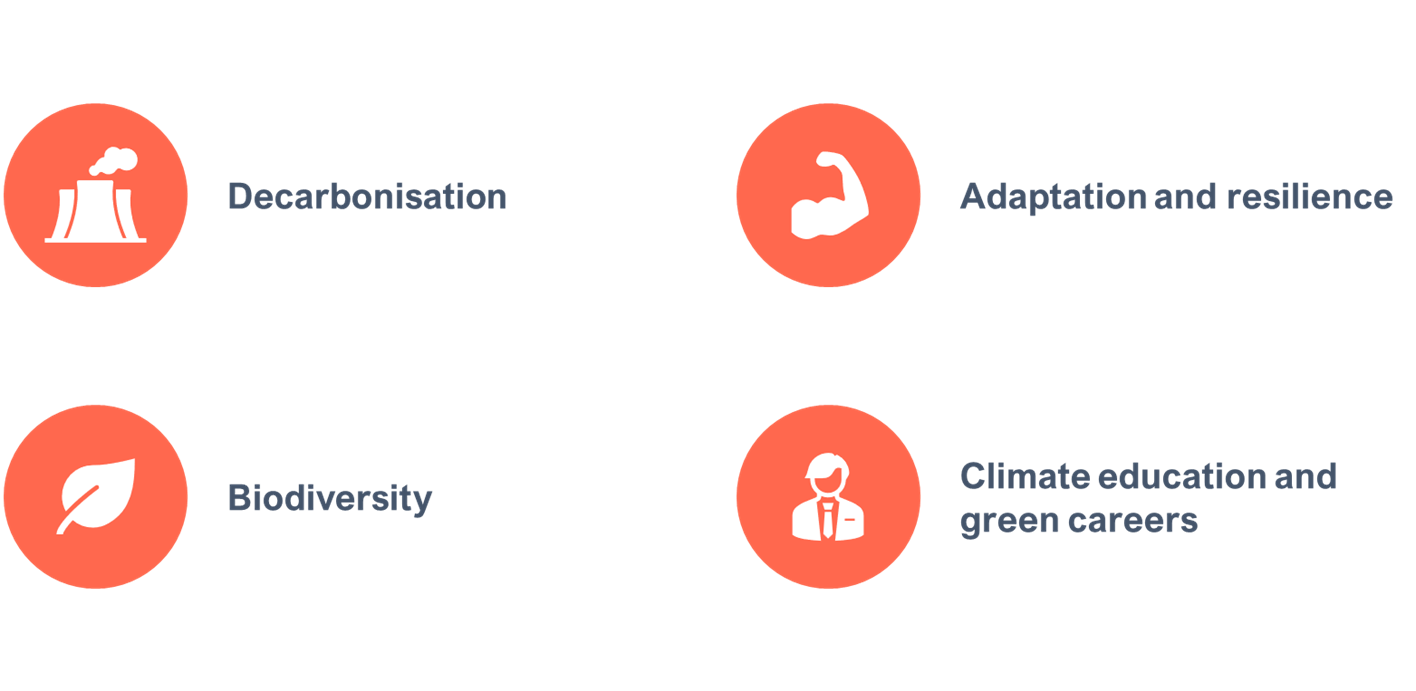 Decarbonisation
Adaptation and resilience
Biodiversity
Climate education and
green careers